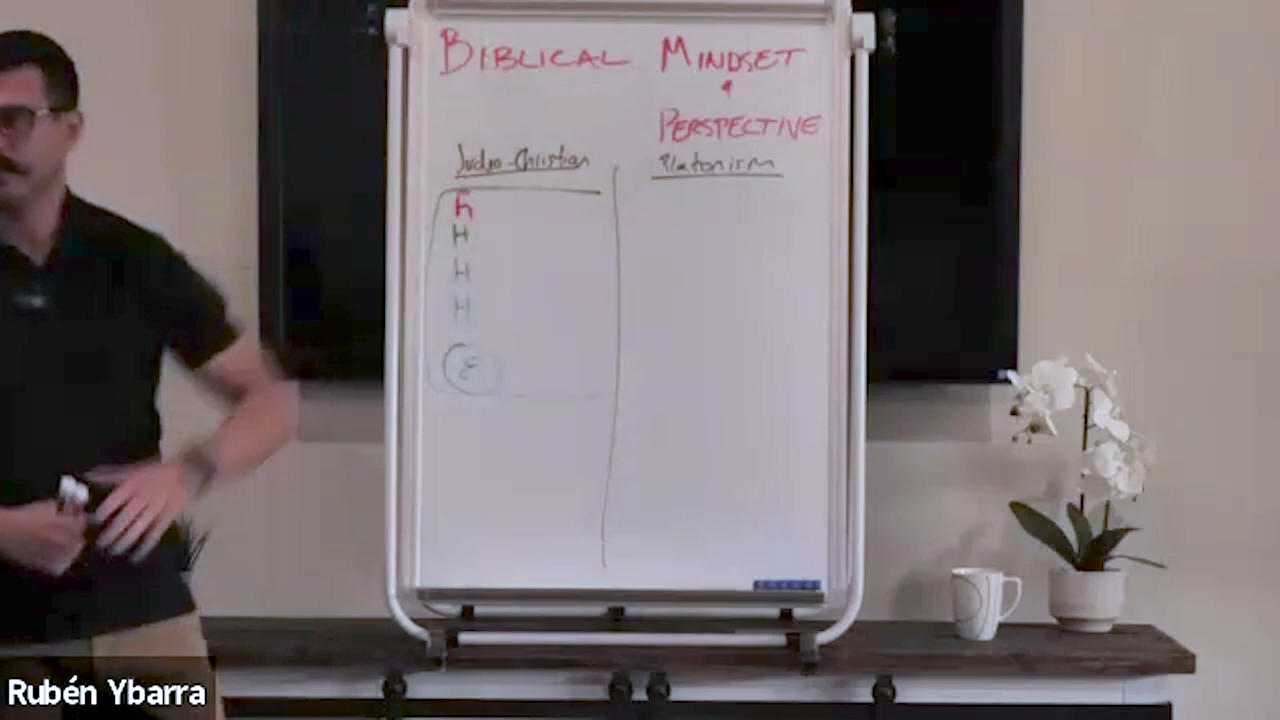 BIBLICAL MINDSET
&
PERSPECTIVE
Judeo-Christian Platonism
H
H
H
H
E
Rubén Ybarra